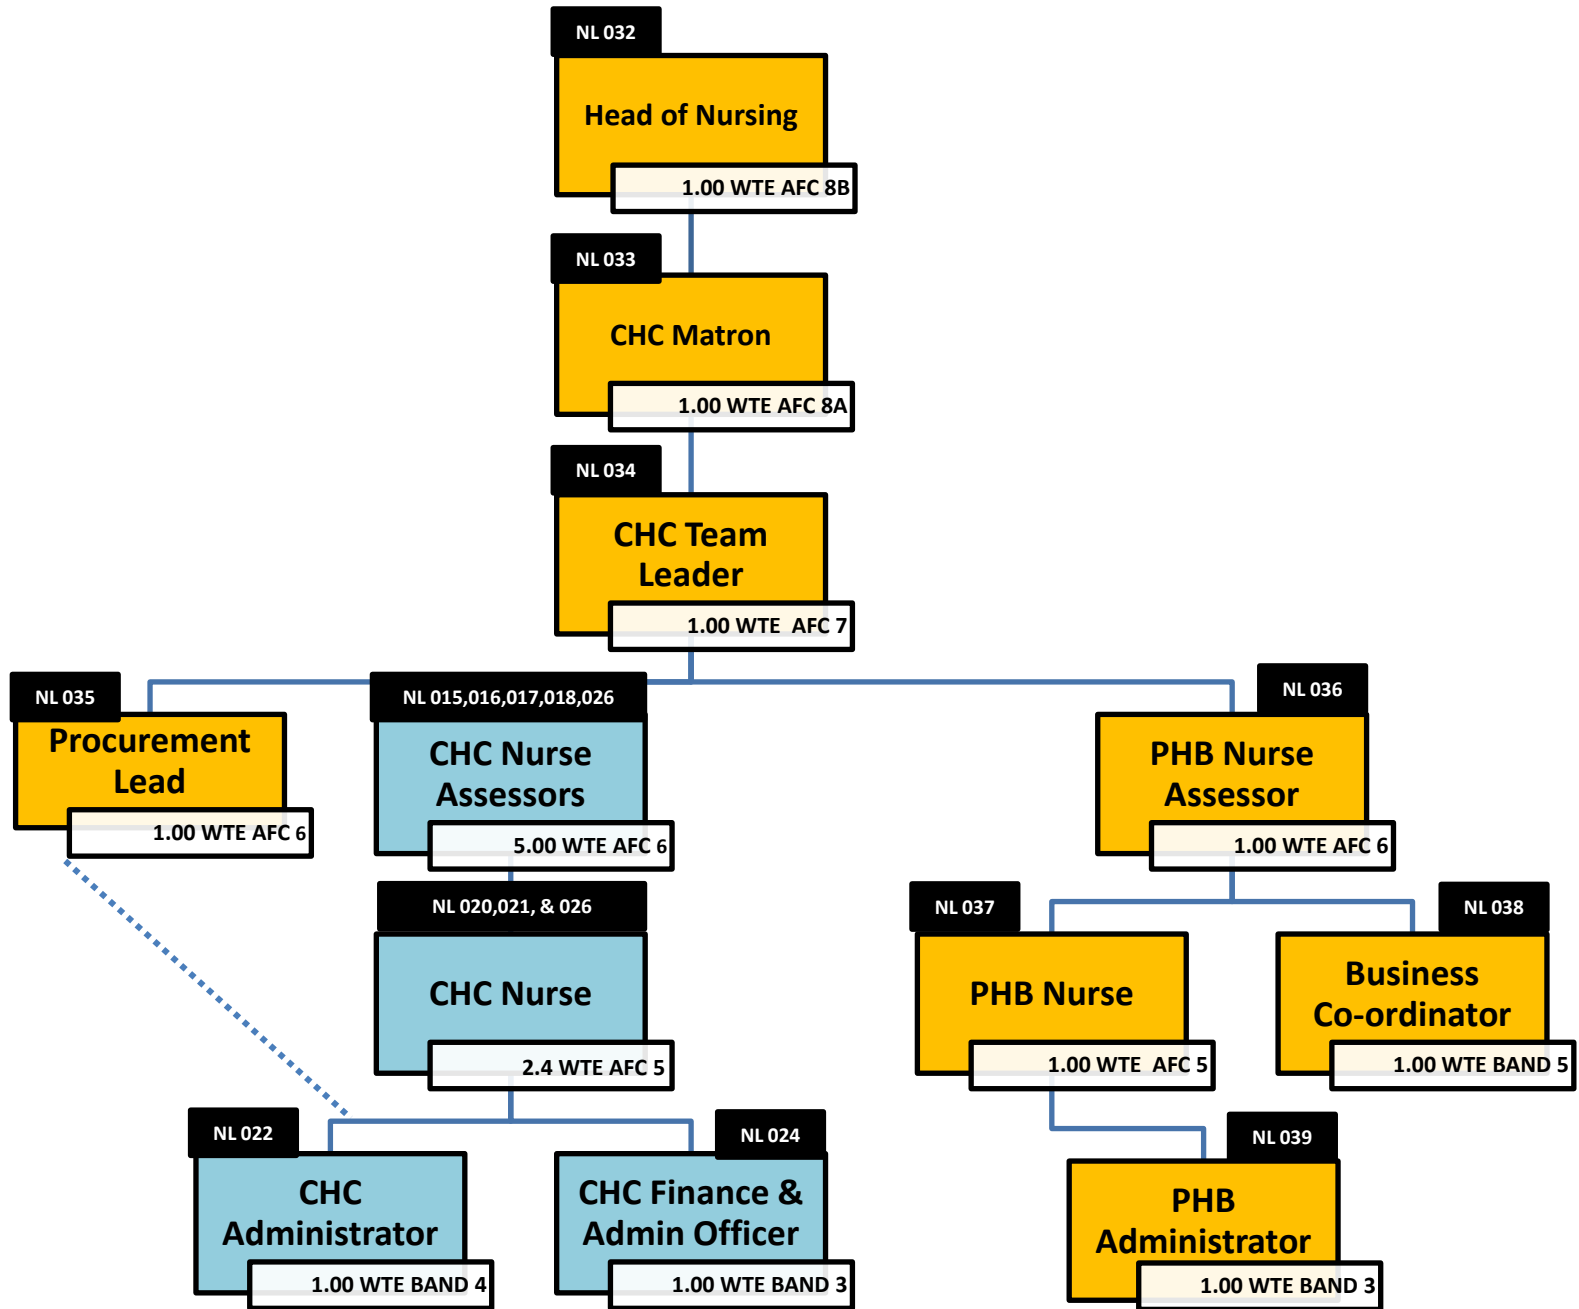 NL 032
Head of Nursing
1.00 WTE AFC 8B
NL 033
CHC Matron
1.00 WTE AFC 8A
NL 034
CHC Team
Leader
1.00 WTE  AFC 7
NL 035
Procurement
Lead
1.00 WTE AFC 6
NL 015,016,017,018,026
CHC Nurse
Assessors
5.00 WTE AFC 6
NL 036
PHB Nurse
Assessor
1.00 WTE AFC 6
NL 020,021, & 026
CHC Nurse
2.4 WTE AFC 5
NL 037
PHB Nurse
1.00 WTE  AFC 5
NL 038
Business
Co-ordinator
1.00 WTE BAND 5
NL 022
CHC
Administrator
1.00 WTE BAND 4
NL 024
CHC Finance &
Admin Officer
1.00 WTE BAND 3
NL 039
PHB
Administrator
1.00 WTE BAND 3